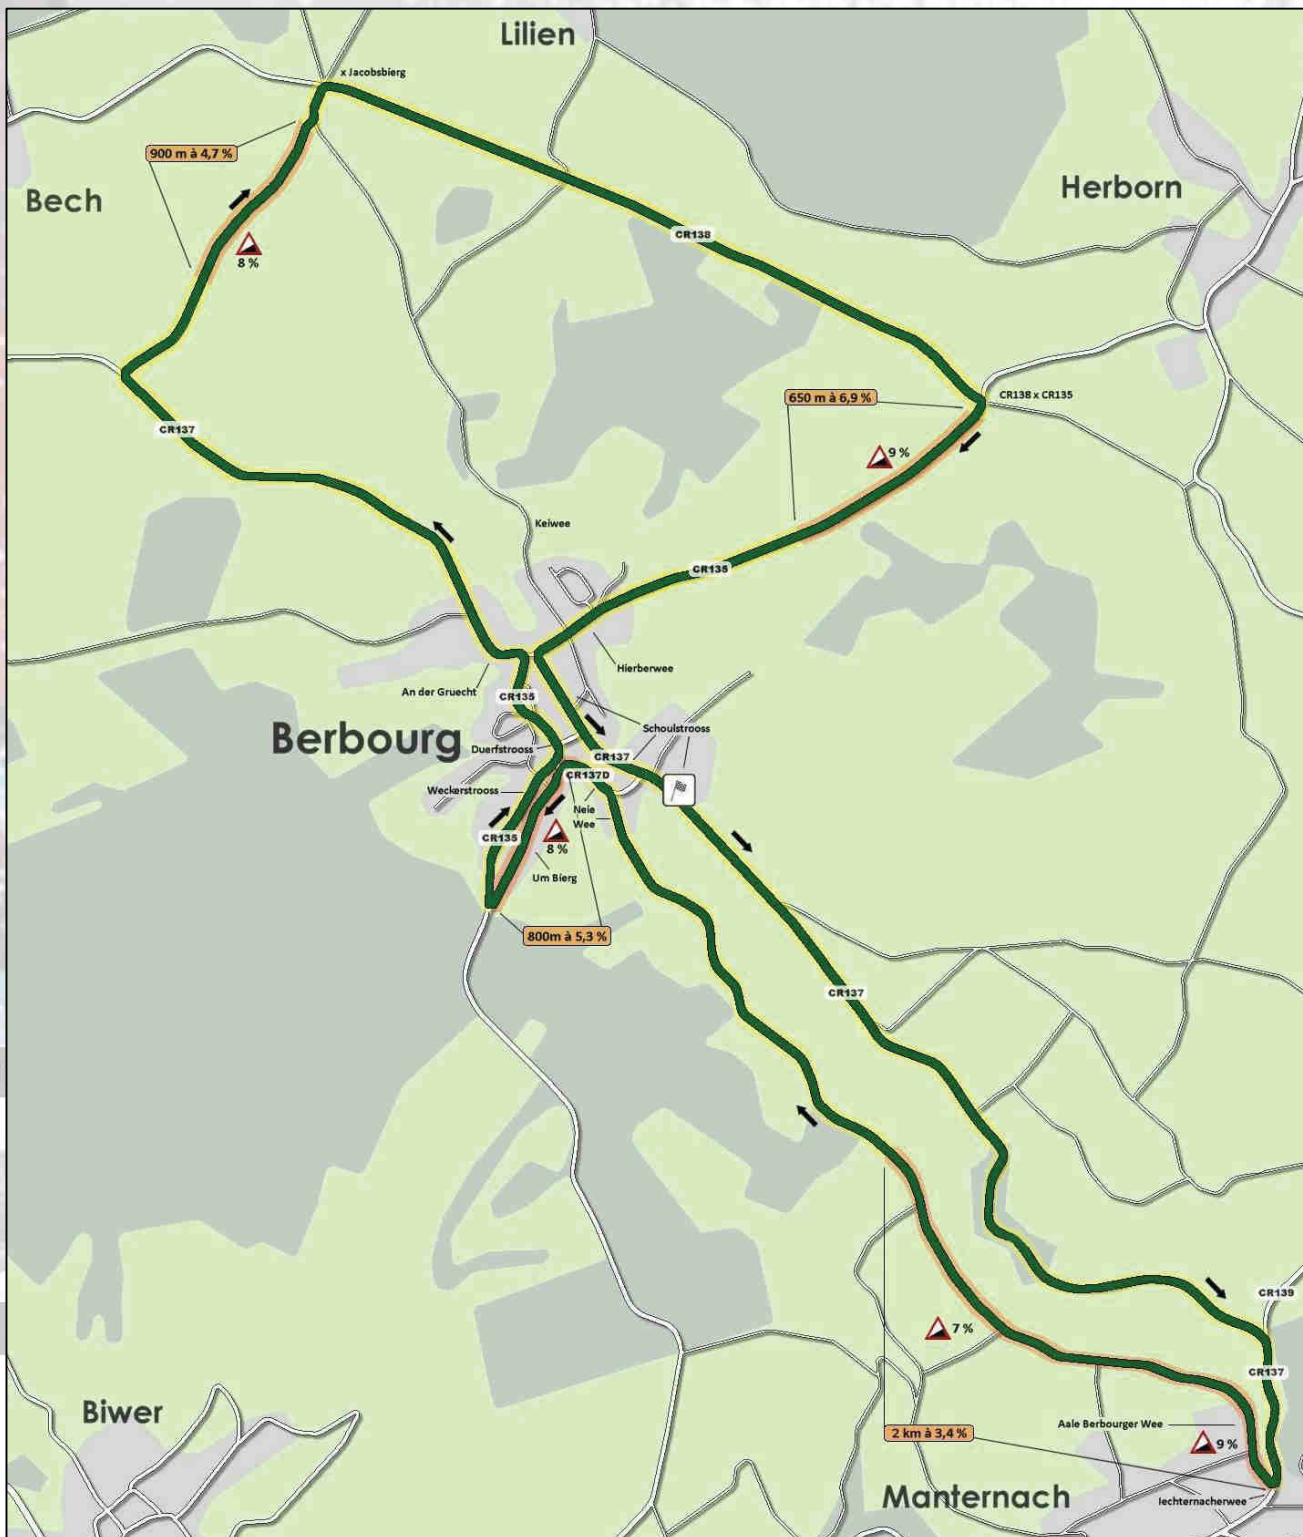 Lilien
x Jacobsbierg
900 m à 4,7 %
Bech
Herborn
CR138
8 %
CR138 x CR135
650 m à 6,9 %
CR137
9 %
Keiwee
CR135
Hierberwee
An der Gruecht
CR135
Schoulstrooss
Berbourg
Duerfstrooss
CR137
CR137D
Weckerstrooss
Neie
Wee
CR135
8 %
Um Bierg
800m à 5,3 %
CR137
CR139
7 %
CR137
Biwer
Aale Berbourger Wee
2 km à 3,4 %
9 %
Manternach
Iechternacherwee